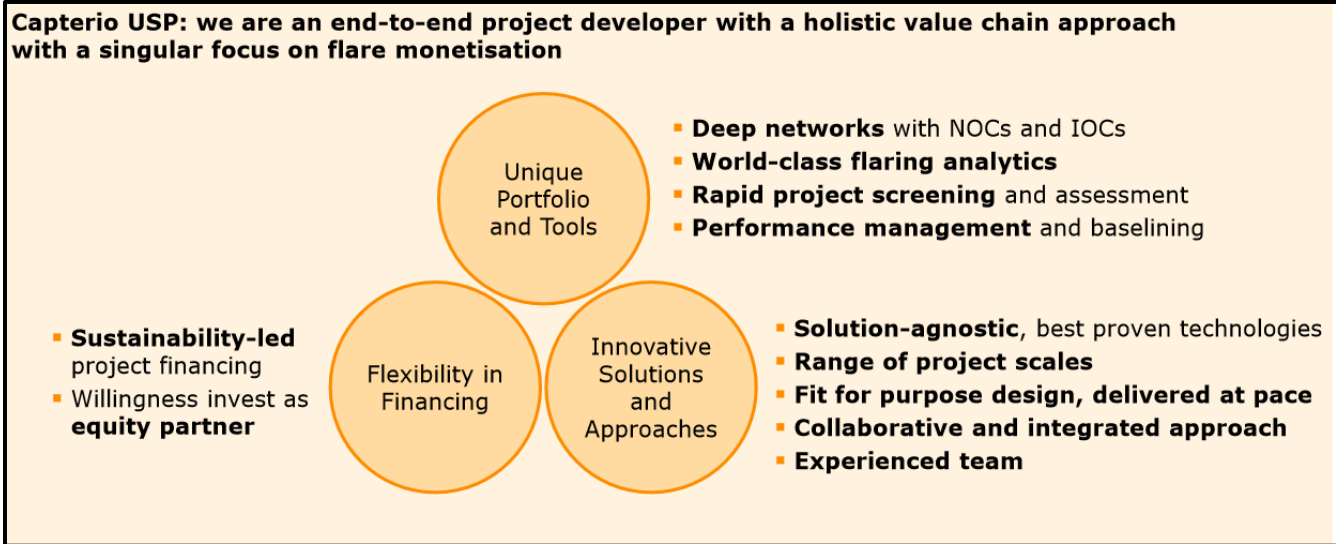 Capterio USP: we are an end-to-end project developer with a holistic value chain approach
with a singular focus on flare monetisation
Unique
Portfolio
and Tools
▪ Deep networks with NOCs and IOCs
▪ World-class flaring analytics
▪ Rapid project screening and assessment
▪ Performance management and baselining
▪ Sustainability-led
project financing
▪ Willingness invest as
equity partner
Flexibility in
Financing
Innovative
Solutions
and
Approaches
▪ Solution-agnostic, best proven technologies
▪ Range of project scales
▪ Fit for purpose design, delivered at pace
▪ Collaborative and integrated approach
▪ Experienced team